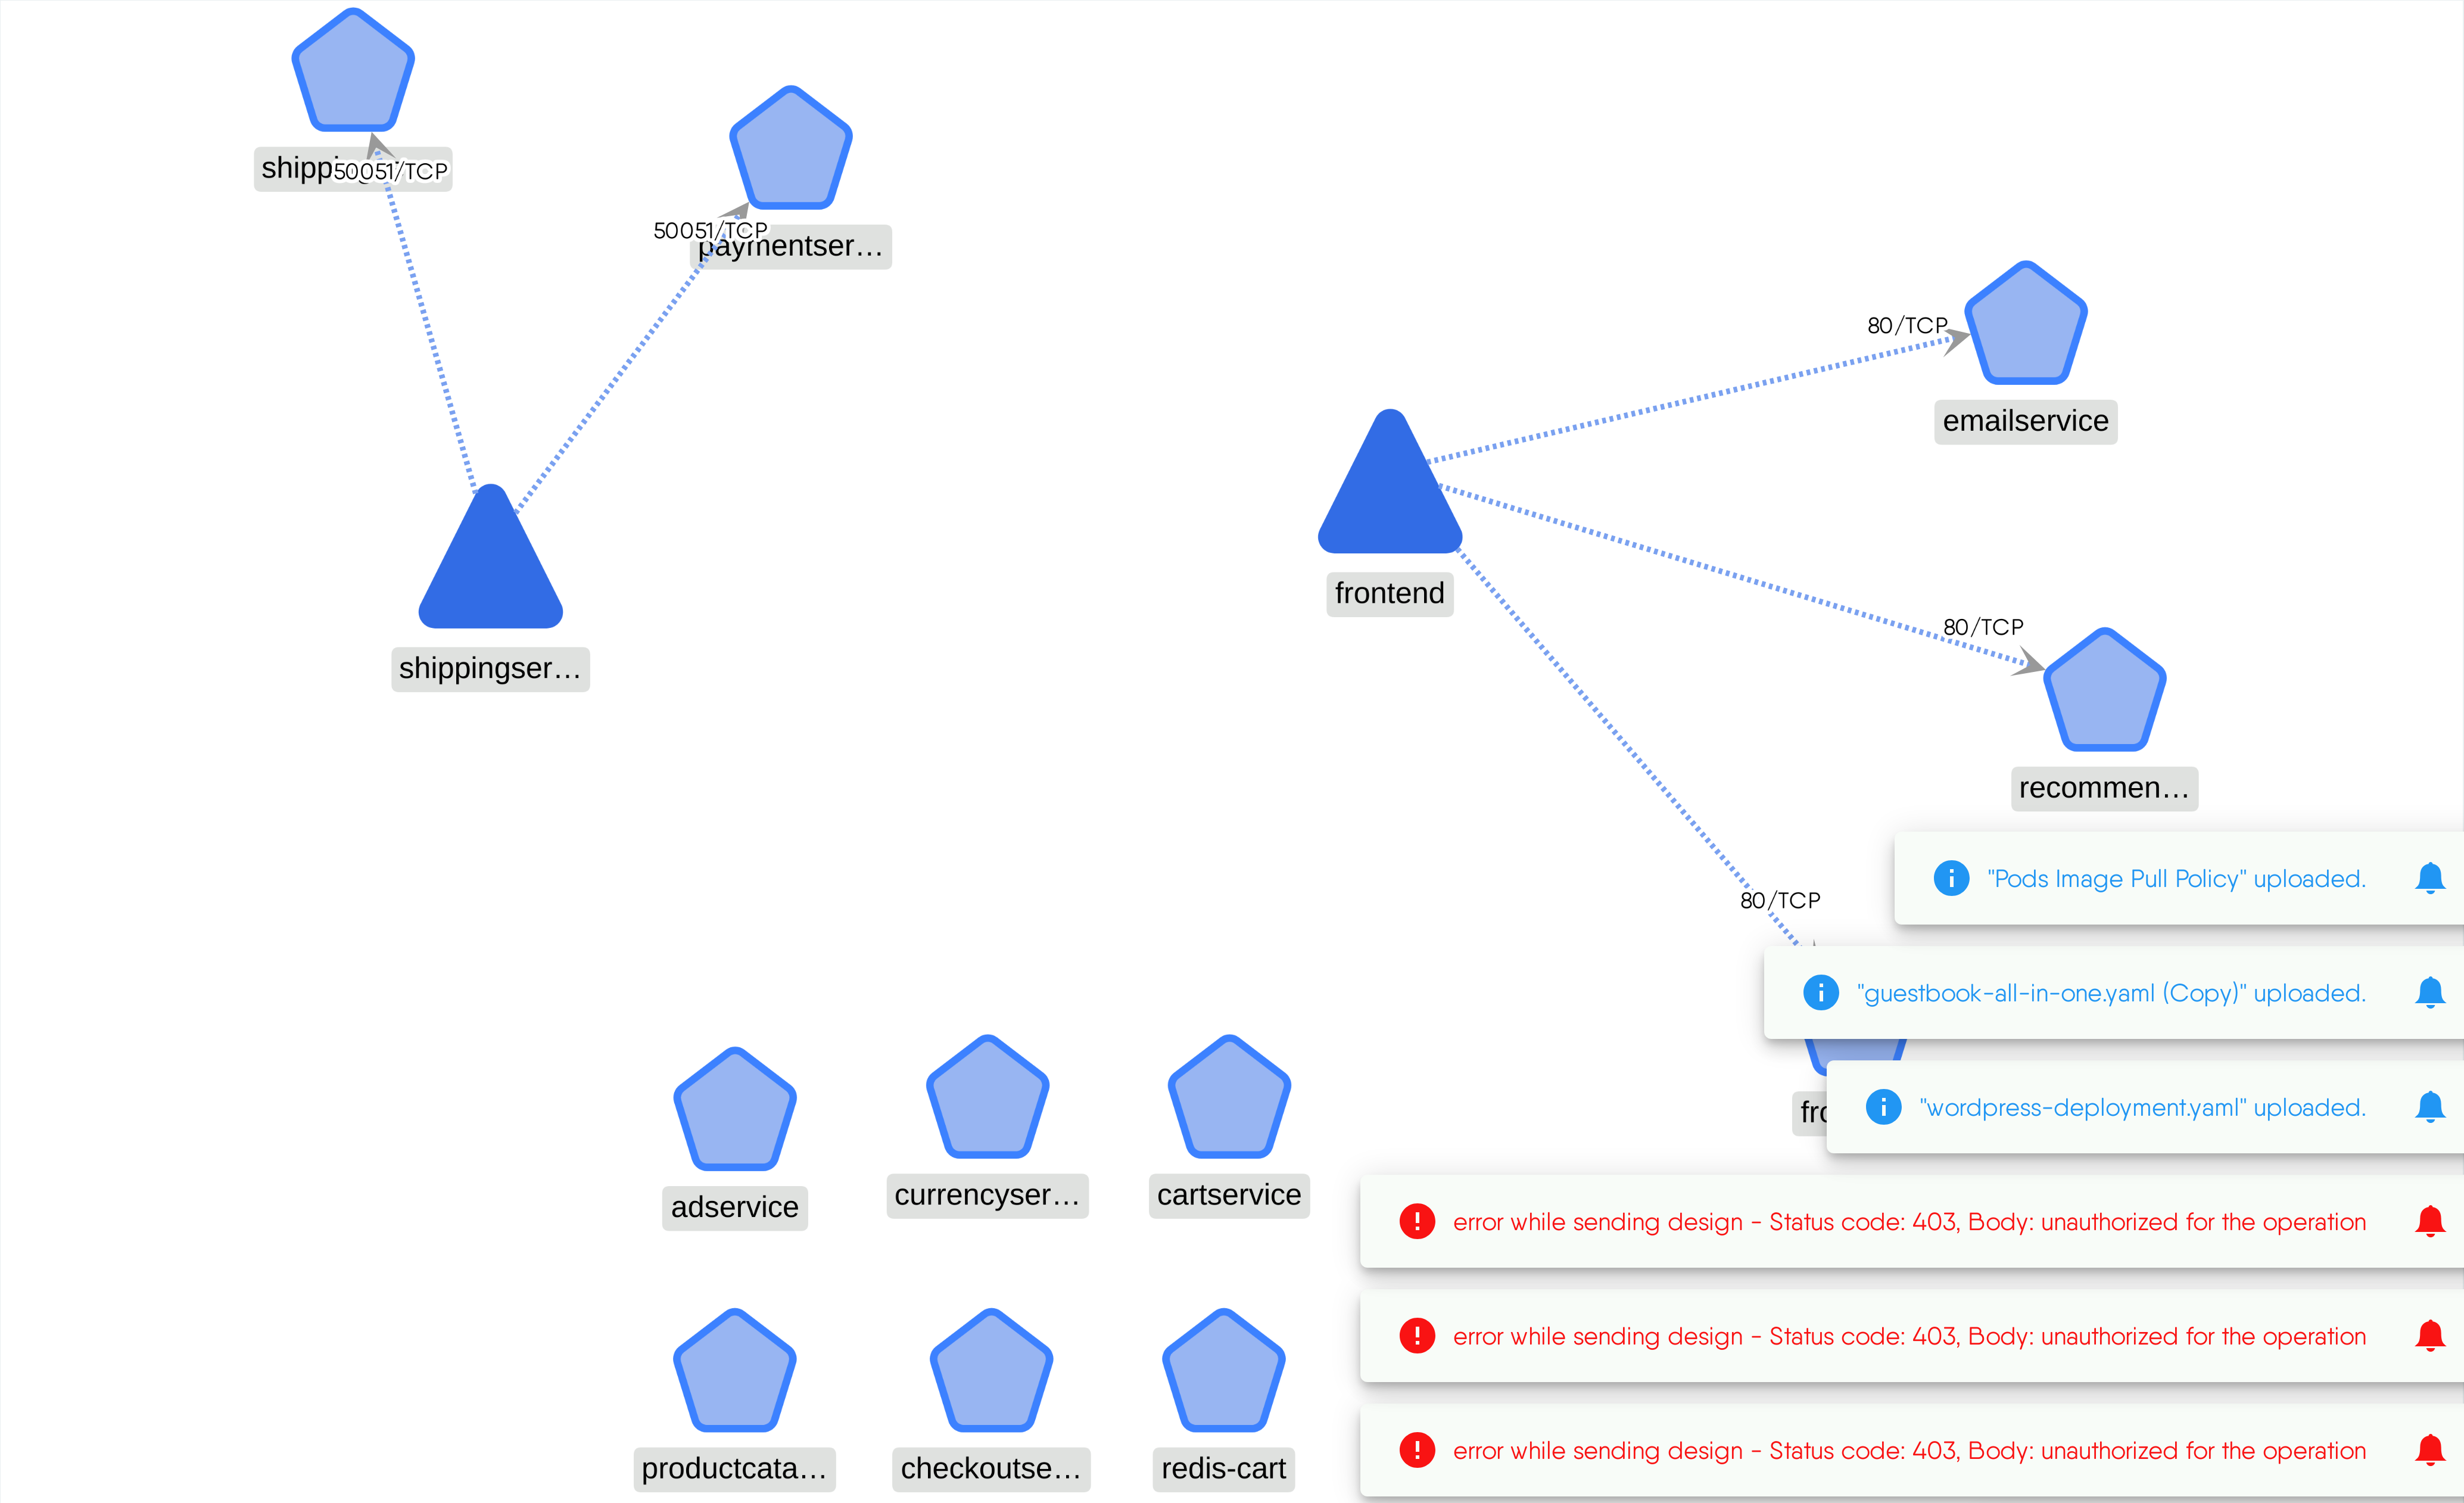 50051/TCP
50051/TCP
paymentser...
80/TCP
emailservice
frontend
shippingser...
80/TCP
recommen...
"Pods Image Pull Policy" uploaded.
80/TCP
"guestbook-all-in-one.yaml (Copy)" uploaded.
"wordpress-deployment.yaml" uploaded.
adservice
currencyser...
cartservice
error while sending design - Status code: 403, Body: unauthorized for the operation
error while sending design - Status code: 403, Body: unauthorized for the operation
productcata...
checkoutse...
redis-cart
error while sending design - Status code: 403, Body: unauthorized for the operation